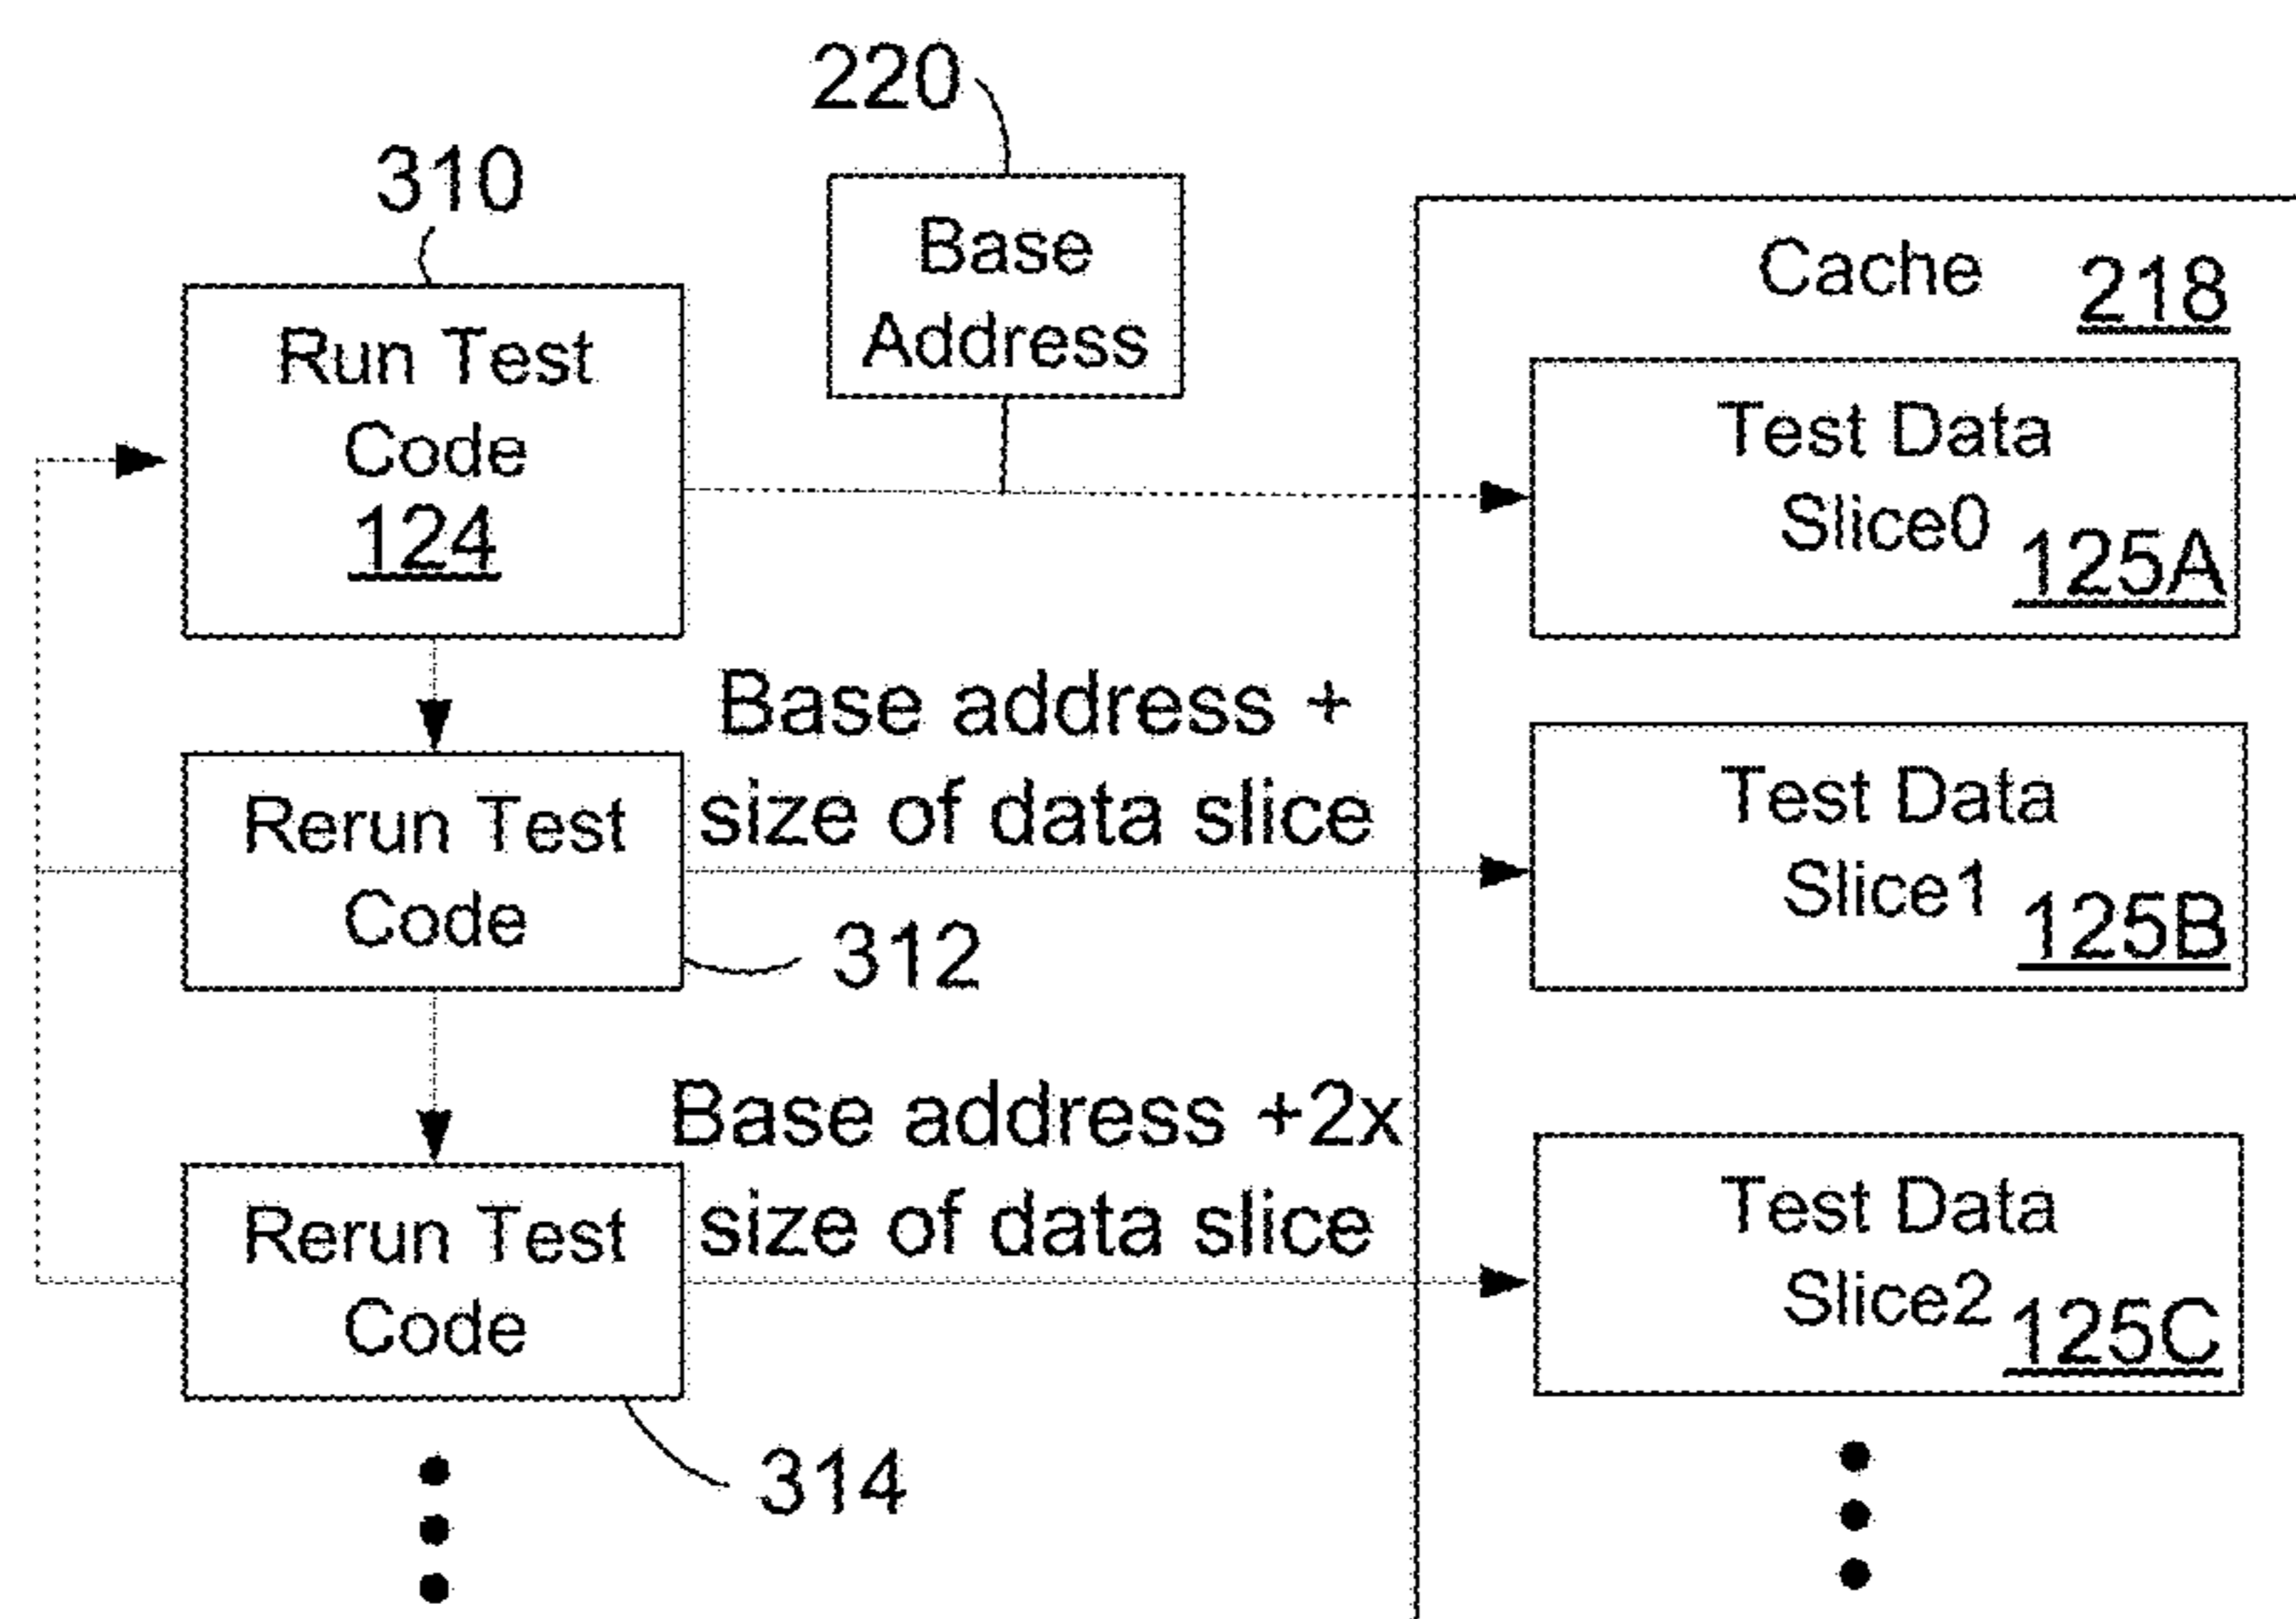 220
310
Base
Address
Cache 218
Run Test
Code
124
Test Data
Slice0 125A
Base address +
size of data slice
Rerun Test
Code
312
Test Data
Slice1 125B
Base address +2x
size of data slice
Rerun Test
Code
314
Test Data
Slice2 125C